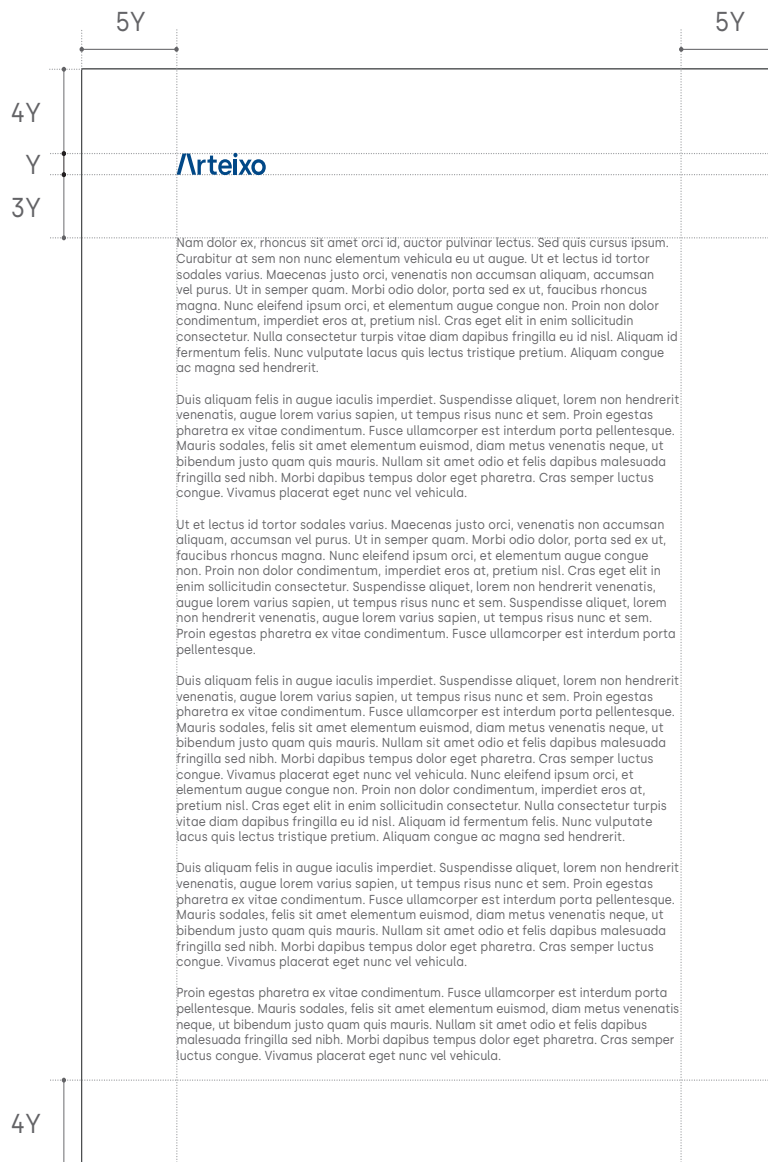 5Y
5Y
4Y
Y
Arteixo
3Y
Nam dolor ex, rhoncus sit amet orci id, auctor pulvinar lectus. Sed quis cursus ipsum.
Curabitur at sem non nunc elementum vehicula eu ut augue. Ut et lectus id tortor
sodales varius. Maecenas justo orci, venenatis non accumsan aliquam, accumsan
vel purus. Ut in semper quam. Morbi odio dolor, porta sed ex ut, faucibus rhoncus
magna. Nunc eleifend ipsum orci, et elementum augue congue non. Proin non dolor
condimentum, imperdiet eros at, pretium nisl. Cras eget elit in enim sollicitudin
consectetur. Nulla consectetur turpis vitae diam dapibus fringilla eu id nisl. Aliquam id
fermentum felis. Nunc vulputate lacus quis lectus tristique pretium. Aliquam congue
ac magna sed hendrerit.
Duis aliquam felis in augue iaculis imperdiet. Suspendisse aliquet, lorem non hendrerit
venenatis, augue lorem varius sapien, ut tempus risus nunc et sem. Proin egestas
pharetra ex vitae condimentum. Fusce ullamcorper est interdum porta pellentesque.
Mauris sodales, felis sit amet elementum euismod, diam metus venenatis neque, ut
bibendum justo quam quis mauris. Nullam sit amet odio et felis dapibus malesuada
fringilla sed nibh. Morbi dapibus tempus dolor eget pharetra. Cras semper luctus
congue. Vivamus placerat eget nunc vel vehicula.
Ut et lectus id tortor sodales varius. Maecenas justo orci, venenatis non accumsan
aliquam, accumsan vel purus. Ut in semper quam. Morbi odio dolor, porta sed ex ut,
faucibus rhoncus magna. Nunc eleifend ipsum orci, et elementum augue congue
non. Proin non dolor condimentum, imperdiet eros at, pretium nisl. Cras eget elit in
enim sollicitudin consectetur. Suspendisse aliquet, lorem non hendrerit venenatis,
augue lorem varius sapien, ut tempus risus nunc et sem. Suspendisse aliquet, lorem
non hendrerit venenatis, augue lorem varius sapien, ut tempus risus nunc et sem.
Proin egestas pharetra ex vitae condimentum. Fusce ullamcorper est interdum porta
pellentesque.
Duis aliquam felis in augue iaculis imperdiet. Suspendisse aliquet, lorem non hendrerit
venenatis, augue lorem varius sapien, ut tempus risus nunc et sem. Proin egestas
pharetra ex vitae condimentum. Fusce ullamcorper est interdum porta pellentesque.
Mauris sodales, felis sit amet elementum euismod, diam metus venenatis neque, ut
bibendum justo quam quis mauris. Nullam sit amet odio et felis dapibus malesuada
fringilla sed nibh. Morbi dapibus tempus dolor eget pharetra. Cras semper luctus
congue. Vivamus placerat eget nunc vel vehicula. Nunc eleifend ipsum orci, et
elementum augue congue non. Proin non dolor condimentum, imperdiet eros at,
pretium nisl. Cras eget elit in enim sollicitudin consectetur. Nulla consectetur turpis
vitae diam dapibus fringilla eu id nisl. Aliquam id fermentum felis. Nunc vulputate
lacus quis lectus tristique pretium. Aliquam congue ac magna sed hendrerit.
Duis aliquam felis in augue iaculis imperdiet. Suspendisse aliquet, lorem non hendrerit
venenatis, augue lorem varius sapien, ut tempus risus nunc et sem. Proin egestas
pharetra ex vitae condimentum. Fusce ullamcorper est interdum porta pellentesque.
Mauris sodales, felis sit amet elementum euismod, diam metus venenatis neque, ut
bibendum justo quam quis mauris. Nullam sit amet odio et felis dapibus malesuada
fringilla sed nibh. Morbi dapibus tempus dolor eget pharetra. Cras semper luctus
congue. Vivamus placerat eget nunc vel vehicula.
Proin egestas pharetra ex vitae condimentum. Fusce ullamcorper est interdum porta
pellentesque. Mauris sodales, felis sit amet elementum euismod, diam metus venenatis
neque, ut bibendum justo quam quis mauris. Nullam sit amet odio et felis dapibus
malesuada fringilla sed nibh. Morbi dapibus tempus dolor eget pharetra. Cras semper
luctus congue. Vivamus placerat eget nunc vel vehicula.
4Y